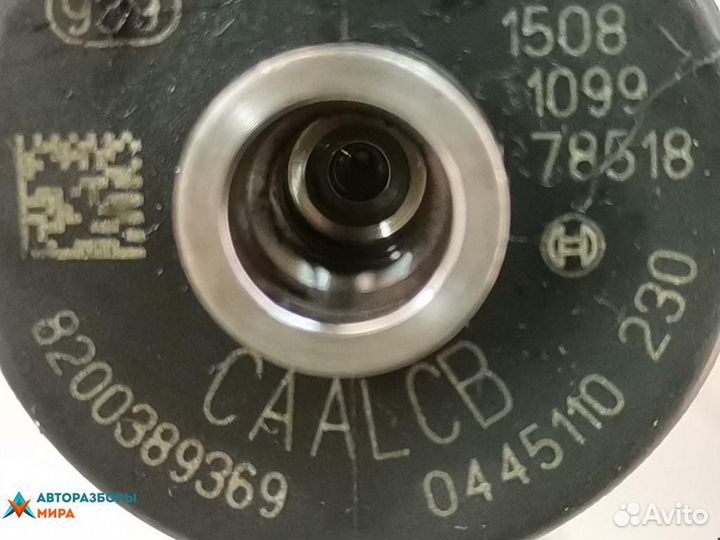 1508
1099
78518
8200389369
CAALCB
0445110 230
АВТОРАЗБОРЫ
МИРА
Avito